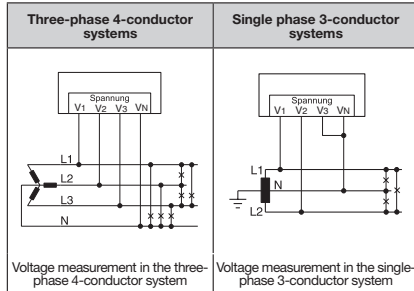 Three-phase 4-conductor
systems
Single phase 3-conductor
systems
Spannung
V1 V2 V3 VN
L1
L2
L3
N
Spannung
V1 V2 V3 VN
L1
N
L2
Voltage measurement in the three-
phase 4-conductor system
Voltage measurement in the single-
phase 3-conductor system